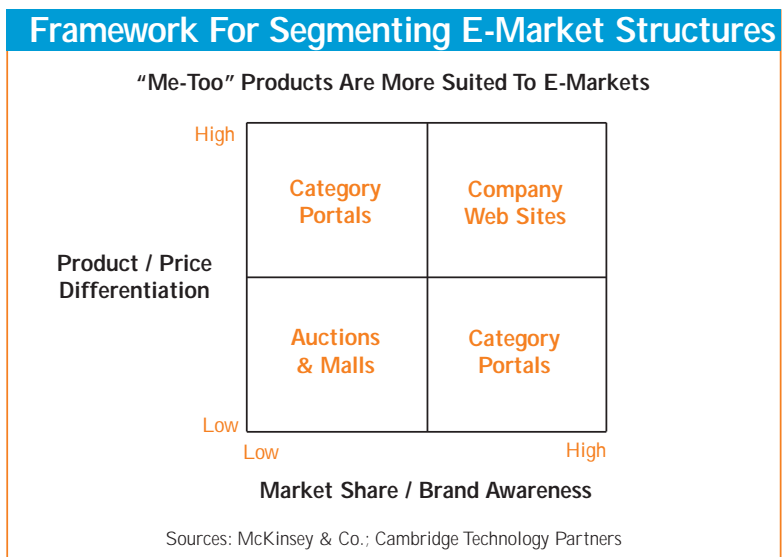 Framework For Segmenting E-Market Structures
“Me-Too” Products Are More Suited To E-Markets
High
Category
Portals
Company
Web Sites
Product / Price
Differentiation
Auctions
& Malls
Category
Portals
Low
Low
High
Market Share / Brand Awareness
Sources: McKinsey & Co.; Cambridge Technology Partners